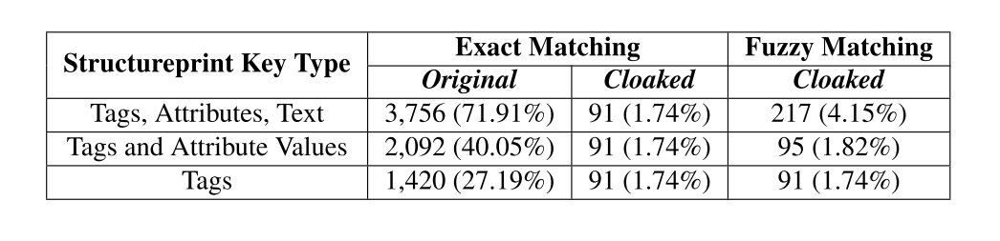 Structureprint Key Type Exact Matching Fuzzy Matching
Original Cloaked Cloaked
Tags, Attributes, Text 3,756 (71.91%) 91 (1.74%) 217 (4.15%)
Tags and Attribute Values 2,092 (40.05%) 91 (1.74%) 95 (1.82%)
Tags 1,420 (27.19%) 91 (1.74%) 91 (1.74%)